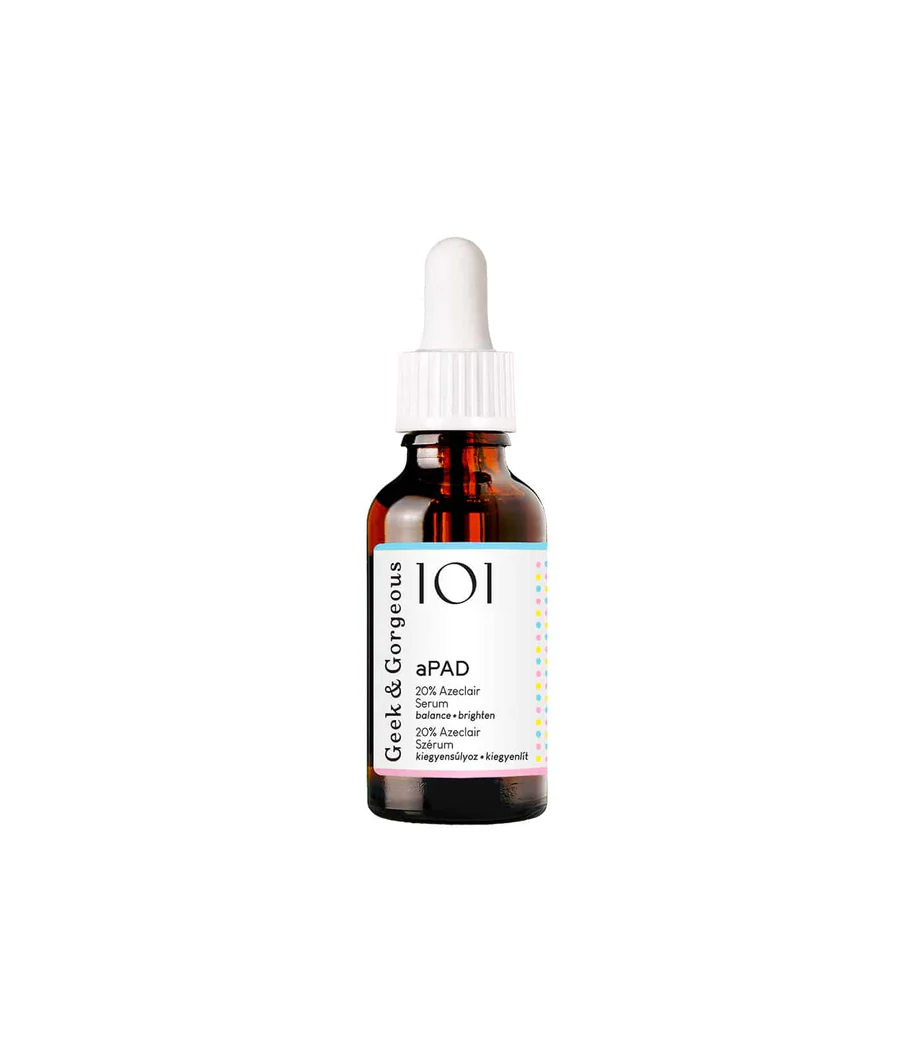 Geek & Gorgeous
101
aPAD
20% Azeclair
Serum
balance • brighten
20% Azeclair
Szérum
kiegyensúlyoz • kiegyenlít